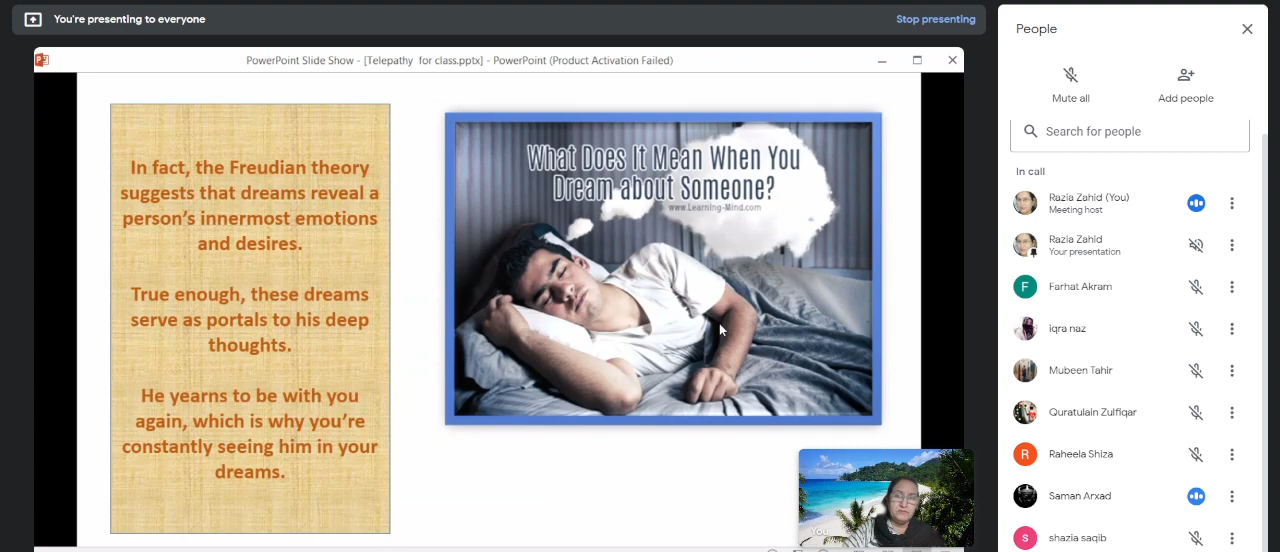 You're presenting to everyone
Stop presenting
PowerPoint Slide Show - [Telepathy for class.pptx] - PowerPoint (Product Activation Failed)
In fact, the Freudian theory
suggests that dreams reveal a
person's innermost emotions
and desires.
True enough, these dreams
serve as portals to his deep
thoughts.
He yearns to be with you
again, which is why you're
constantly seeing him in your
dreams.
What Does It Mean When You
Dream about Someone?
www.Learning-Mind.com
You
People
Mute all
Add people
Search for people
In call
Razia Zahid (You)
Meeting host
Razia Zahid
Your presentation
F
Farhat Akram
iqra naz
Mubeen Tahir
Quratulain Zulfiqar
R
Raheela Shiza
Saman Arxad
s
shazia saqib